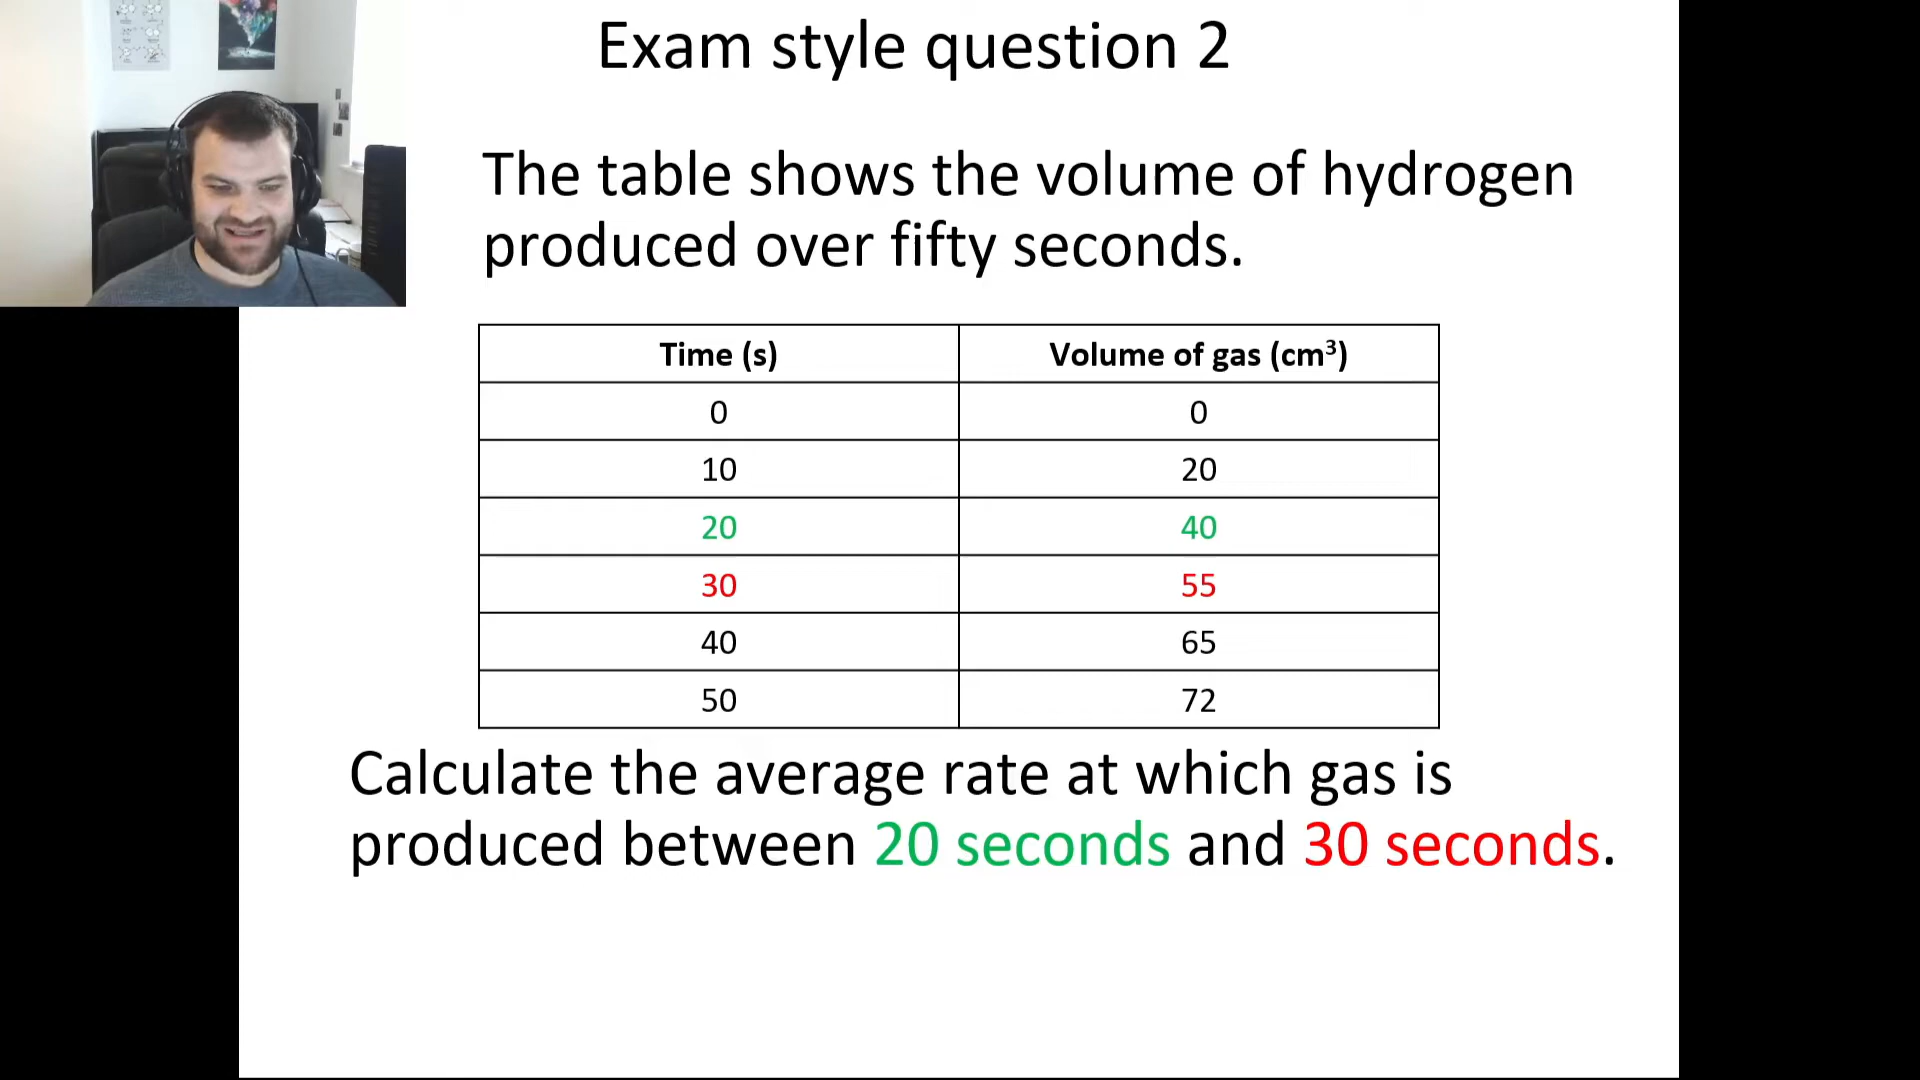 Exam style question 2
The table shows the volume of hydrogen
produced over fifty seconds.
Time (s) Volume of gas (cm³)
0 0
10 20
20 40
30 55
40 65
50 72
Calculate the average rate at which gas is
produced between 20 seconds and 30 seconds.